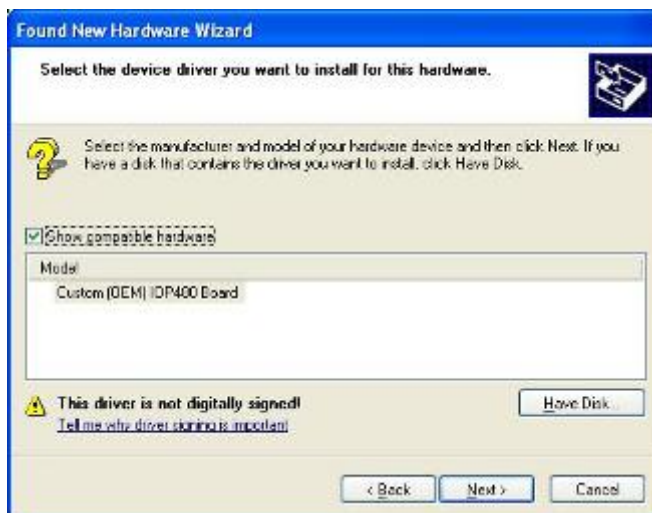 Found New Hardware Wizard
Select the device driver you want to install for this hardware.
Select the manufacturer and model of your hardware device and then click Next. If you
have a disk that contains the driver you want to install, click Have Disk.
Show compatible hardware
Model
Custom (OEM) IOP400 Board
This driver is not digitally signed!
Tell me why driver signing is important
Have Disk...
< Back
Next >
Cancel